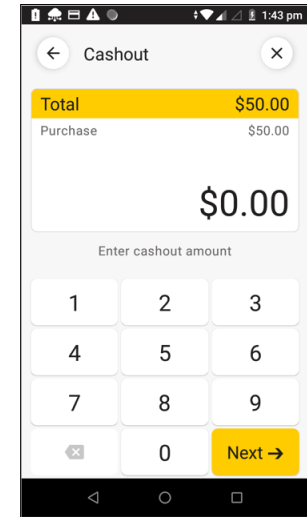 1:43 pm
Cashout
Total $50.00
Purchase $50.00
$0.00
Enter cashout amount
1 2 3
4 5 6
7 8 9
0 Next →